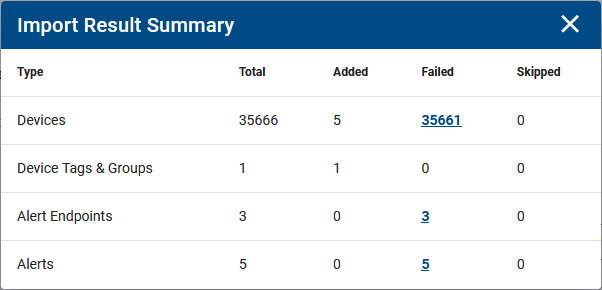 Import Result Summary
Type Total Added Failed Skipped
Devices 35666 5 35661 0
Device Tags & Groups 1 1 0 0
Alert Endpoints 3 0 3 0
Alerts 5 0 5 0